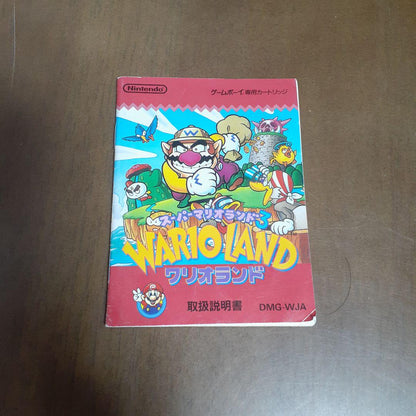 Nintendo
ゲームボーイ専用カートリッジ
スーパーマリオランド3
WARIO LAND
ワリオランド
取扱説明書
DMG-WJA